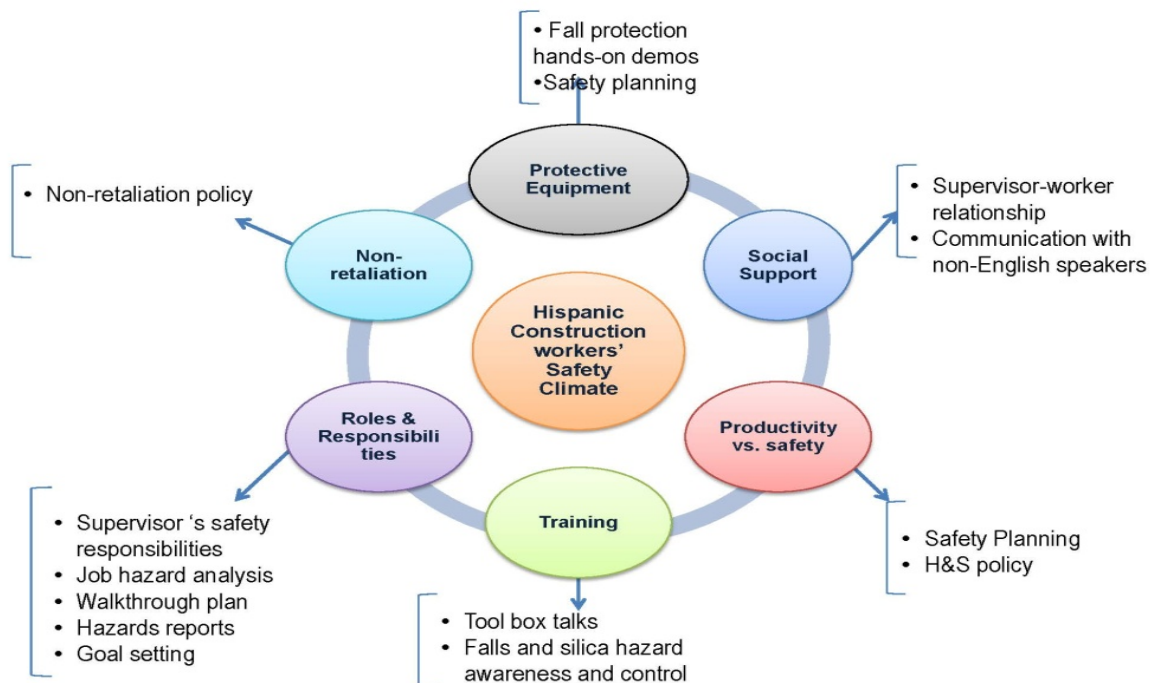 • Fall protection
hands-on demos
•Safety planning
Protective
Equipment
• Non-retaliation policy
Non-
retaliation
Social
Support
• Supervisor-worker
relationship
• Communication with
non-English speakers
Hispanic
Construction
workers’
Safety
Climate
Roles &
Responsibili
ties
Productivity
vs. safety
Training
• Supervisor ‘s safety
responsibilities
• Job hazard analysis
• Walkthrough plan
• Hazards reports
• Goal setting
• Safety Planning
• H&S policy
• Tool box talks
• Falls and silica hazard
awareness and control